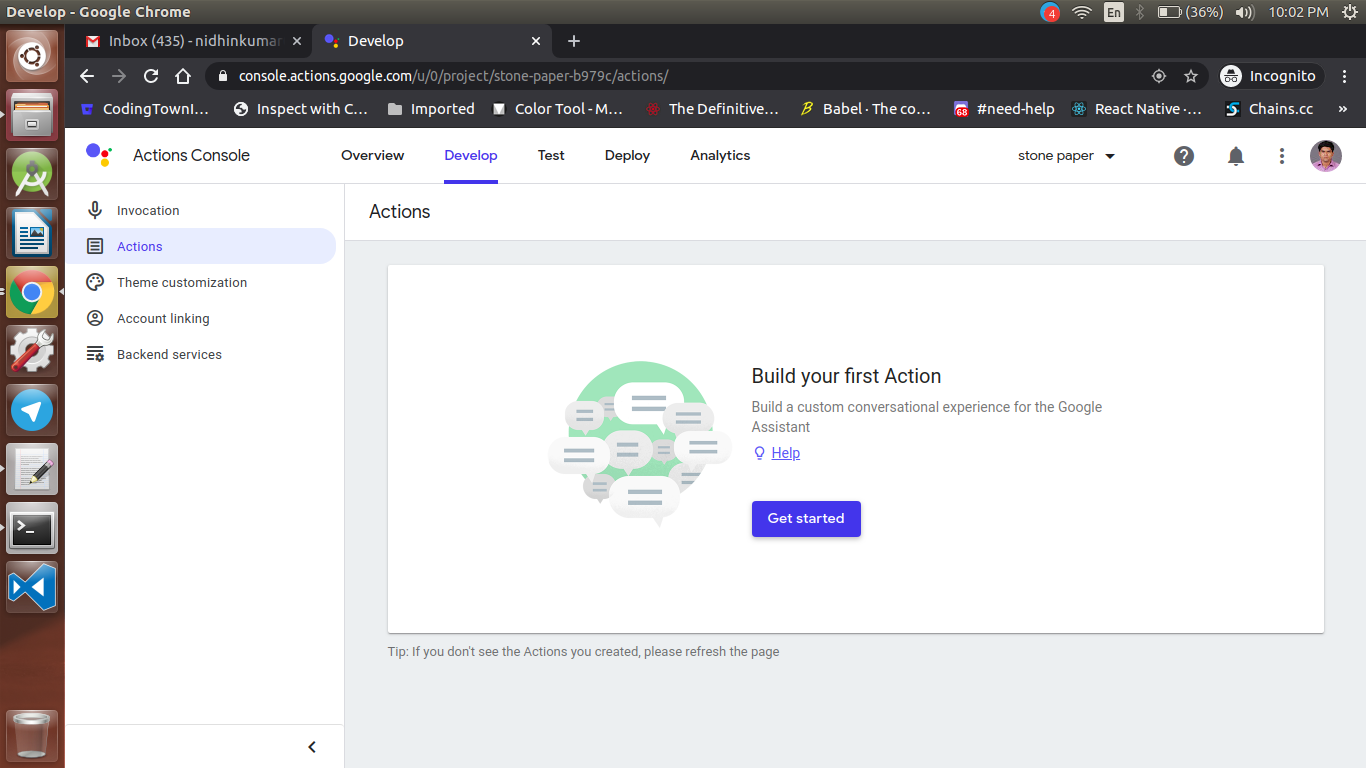 Develop - Google Chrome
4
En
(36%)
10:02 PM
Inbox (435) - nidhinkumar
Develop
console.actions.google.com/u/0/project/stone-paper-b979c/actions/
Incognito
CodingTownI...
Inspect with C...
Imported
Color Tool - M...
The Definitive...
Babel · The co...
68
#need-help
React Native ·...
Chains.cc
»
Actions Console
Overview
Develop
Test
Deploy
Analytics
stone paper
Invocation
Actions
Theme customization
Account linking
Backend services
Actions
Build your first Action
Build a custom conversational experience for the Google
Assistant
Help
Get started
Tip: If you don't see the Actions you created, please refresh the page